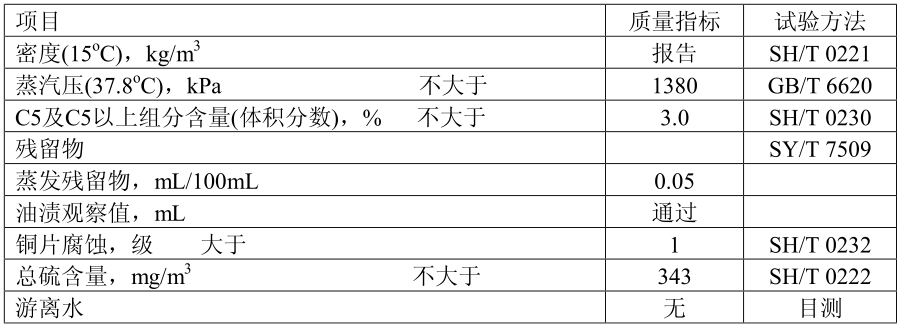 项目 质量指标 试验方法
密度(15ºC)，kg/m³ 报告 SH/T 0221
蒸汽压(37.8ºC)，kPa 不大于 1380 GB/T 6620
C5及C5以上组分含量(体积分数)，% 不大于 3.0 SH/T 0230
残留物 SY/T 7509
蒸发残留物，mL/100mL 0.05
油渍观察值，mL 通过
铜片腐蚀，级 大于 1 SH/T 0232
总硫含量，mg/m³ 不大于 343 SH/T 0222
游离水 无 目测